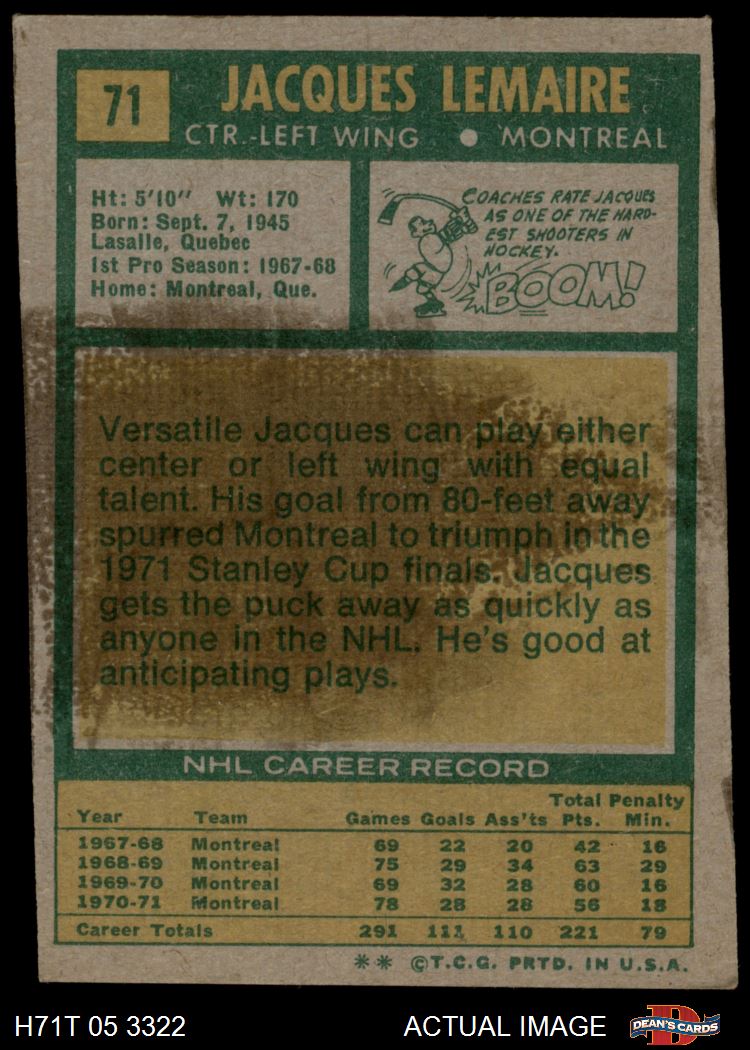 71
JACQUES LEMAIRE
CTR.-LEFT WING ● MONTREAL
Ht: 5'10" Wt: 170
Born: Sept. 7, 1945
Lasalle, Quebec
1st Pro Season: 1967-68
Home: Montreal, Que.
COACHES RATE JACQUES
AS ONE OF THE HARD-
EST SHOOTERS IN
HOCKEY.
BOOM!
Versatile Jacques can play either
center or left wing with equal
talent. His goal from 80-feet away
spurred Montreal to triumph in the
1971 Stanley Cup finals. Jacques
gets the puck away as quickly as
anyone in the NHL. He's good at
anticipating plays.
NHL CAREER RECORD
Total Penalty
Year Team Games Goals Ass'ts Pts. Min.
1967-68 Montreal 69 22 20 42 16
1968-69 Montreal 75 29 34 63 29
1969-70 Montreal 69 32 28 60 16
1970-71 Montreal 78 28 28 56 18
Career Totals 291 111 110 221 79
** ©T.C.G. PRTD. IN U.S.A.
H71T 05 3322 ACTUAL IMAGE DEAN'S CARDS